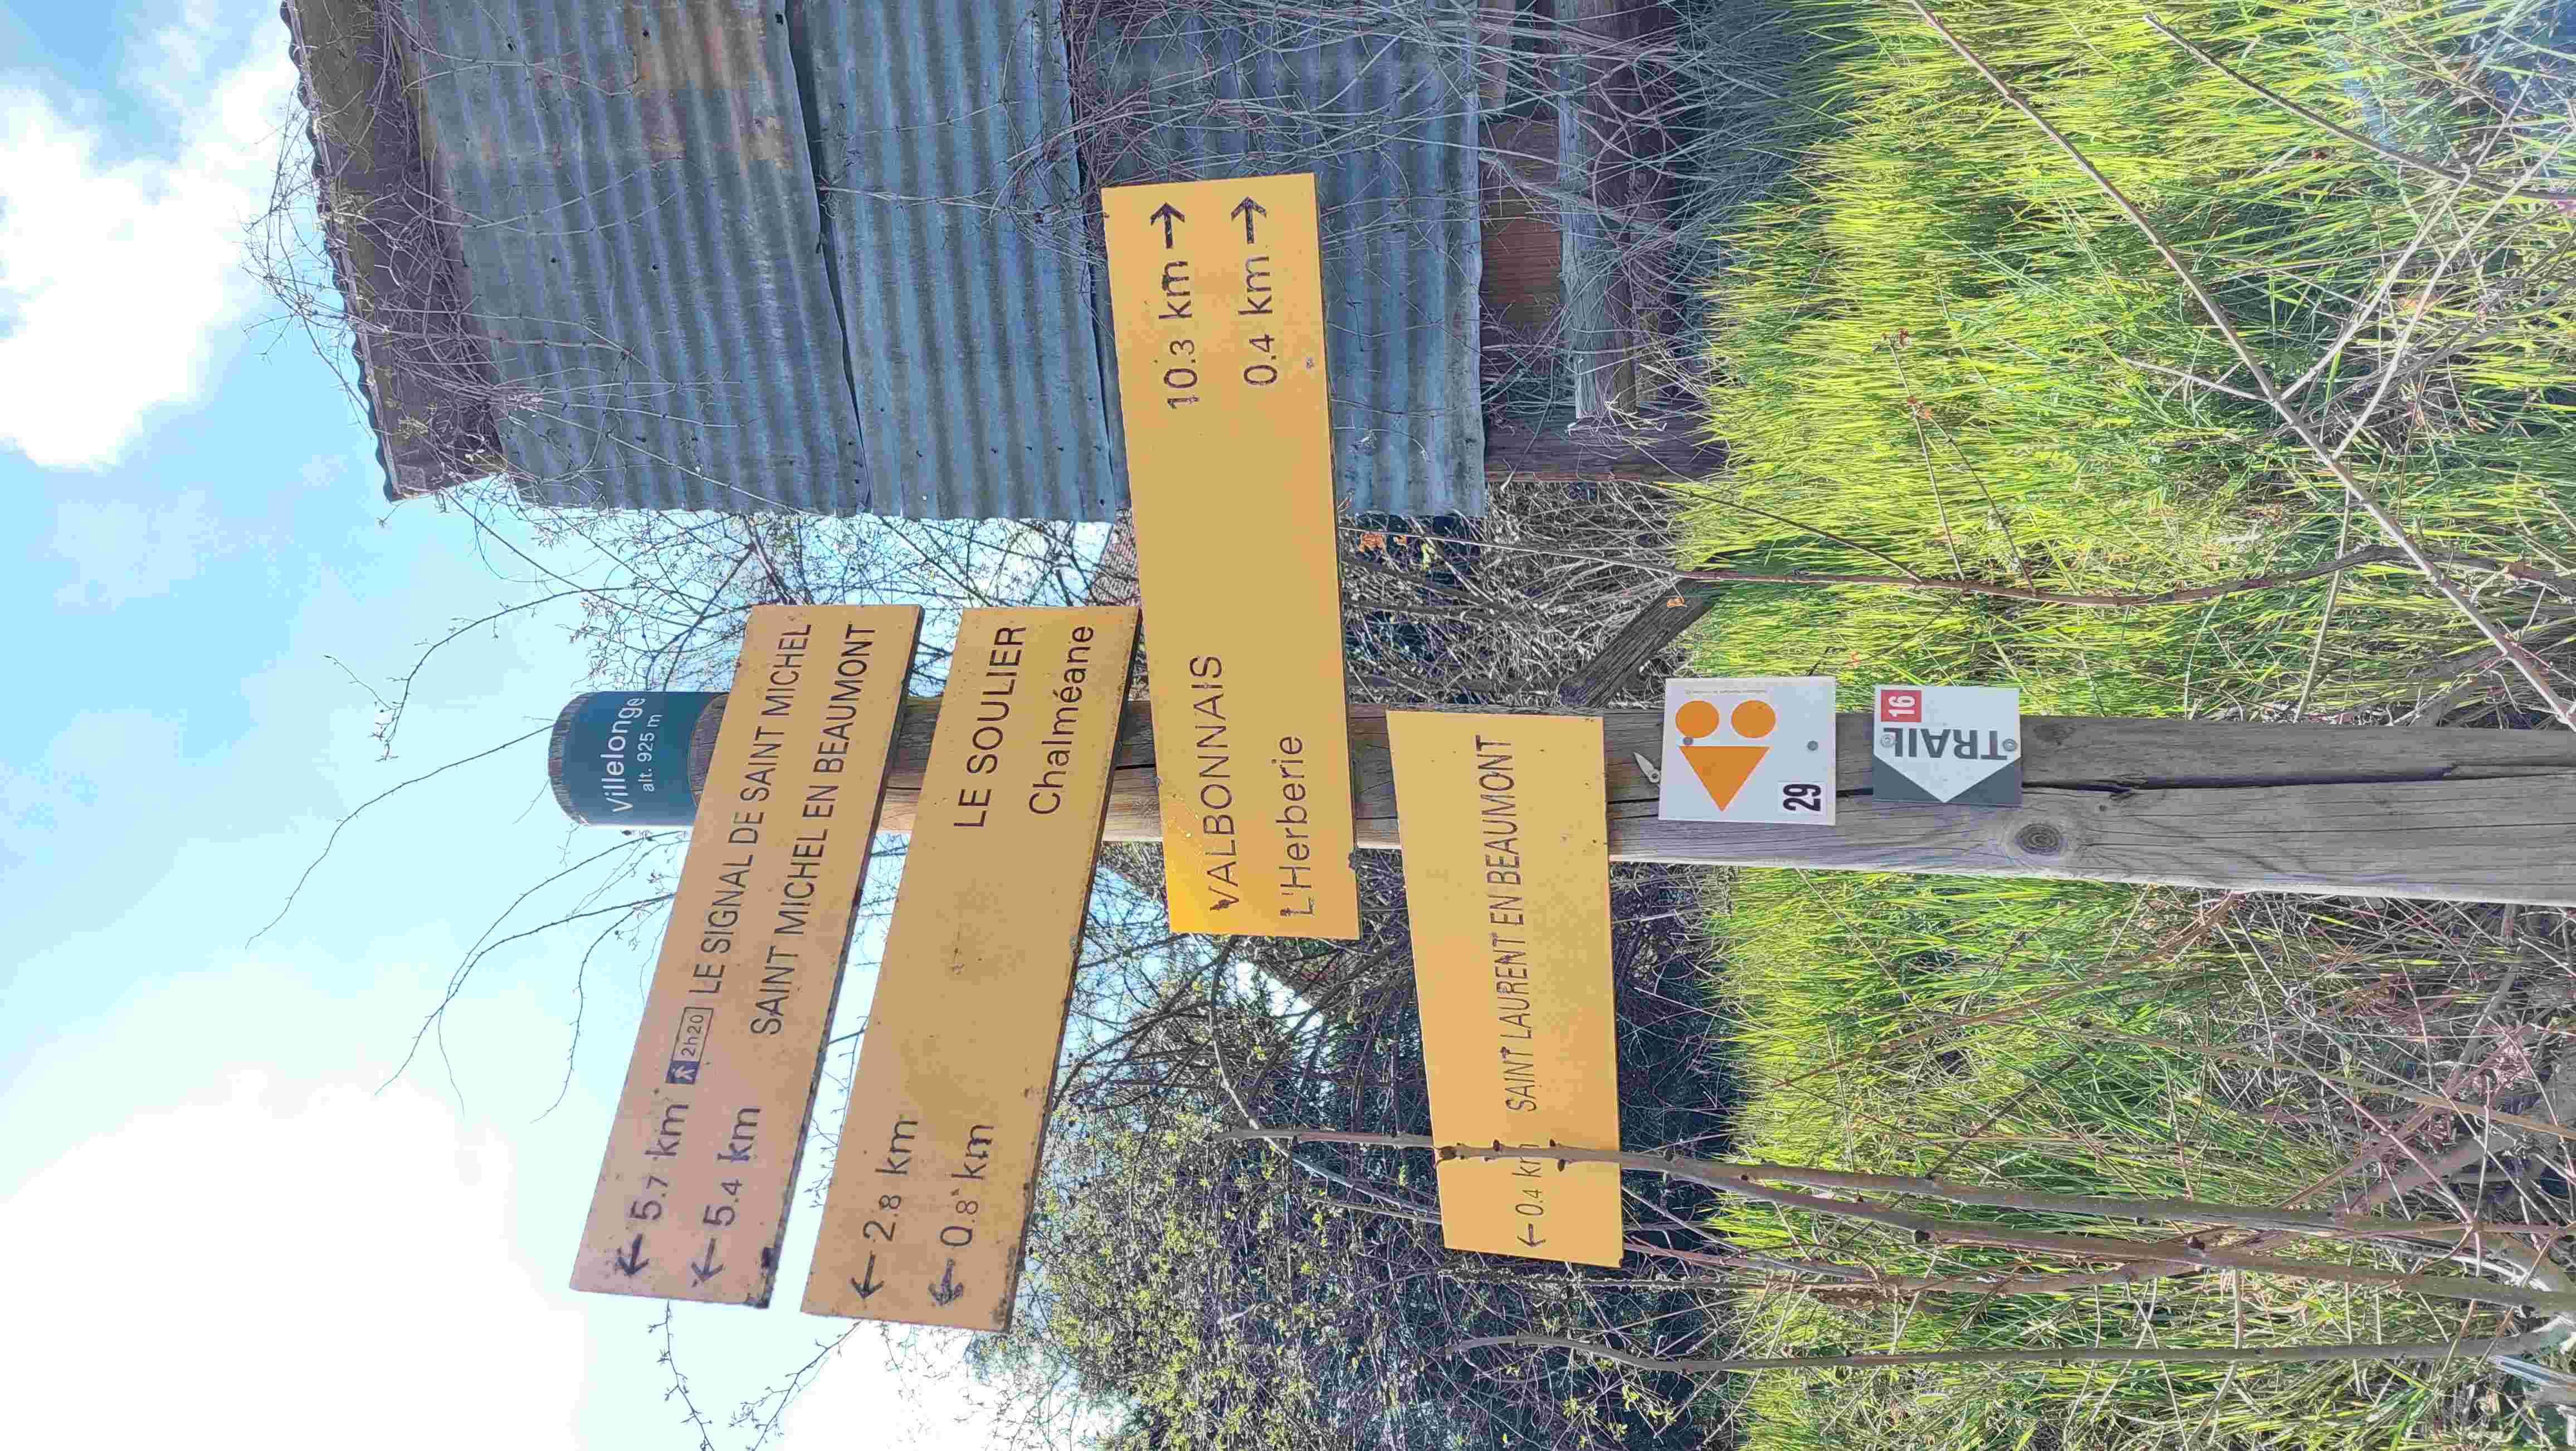 Villelonge
alt. 925 m
← 5.7 km 2h20 LE SIGNAL DE SAINT MICHEL
← 5.4 km SAINT MICHEL EN BEAUMONT
← 2.8 km LE SOULIER
← 0.8 km Chalméane
VALBONNAIS 10.3 km →
L'Herberie 0.4 km →
← 0.4 km SAINT LAURENT EN BEAUMONT
29
TRAIL 16